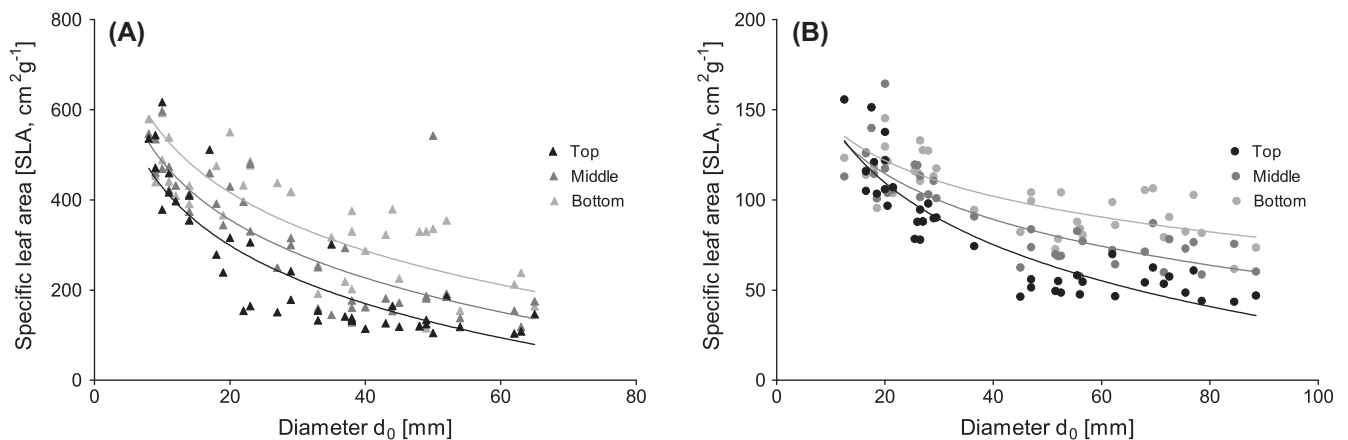 (A)
800
600
400
200
0
0 20 40 60 80
Specific leaf area [SLA, cm²g⁻¹]
Diameter d₀ [mm]
Top
Middle
Bottom
(B)
200
150
100
50
0
0 20 40 60 80 100
Specific leaf area [SLA, cm²g⁻¹]
Diameter d₀ [mm]
Top
Middle
Bottom